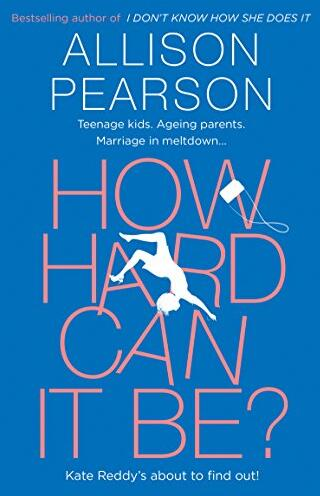 Bestselling author of I DON'T KNOW HOW SHE DOES IT
ALLISON
PEARSON
Teenage kids. Ageing parents.
Marriage in meltdown...
HOW
HARD
CAN
IT BE?
Kate Reddy's about to find out!